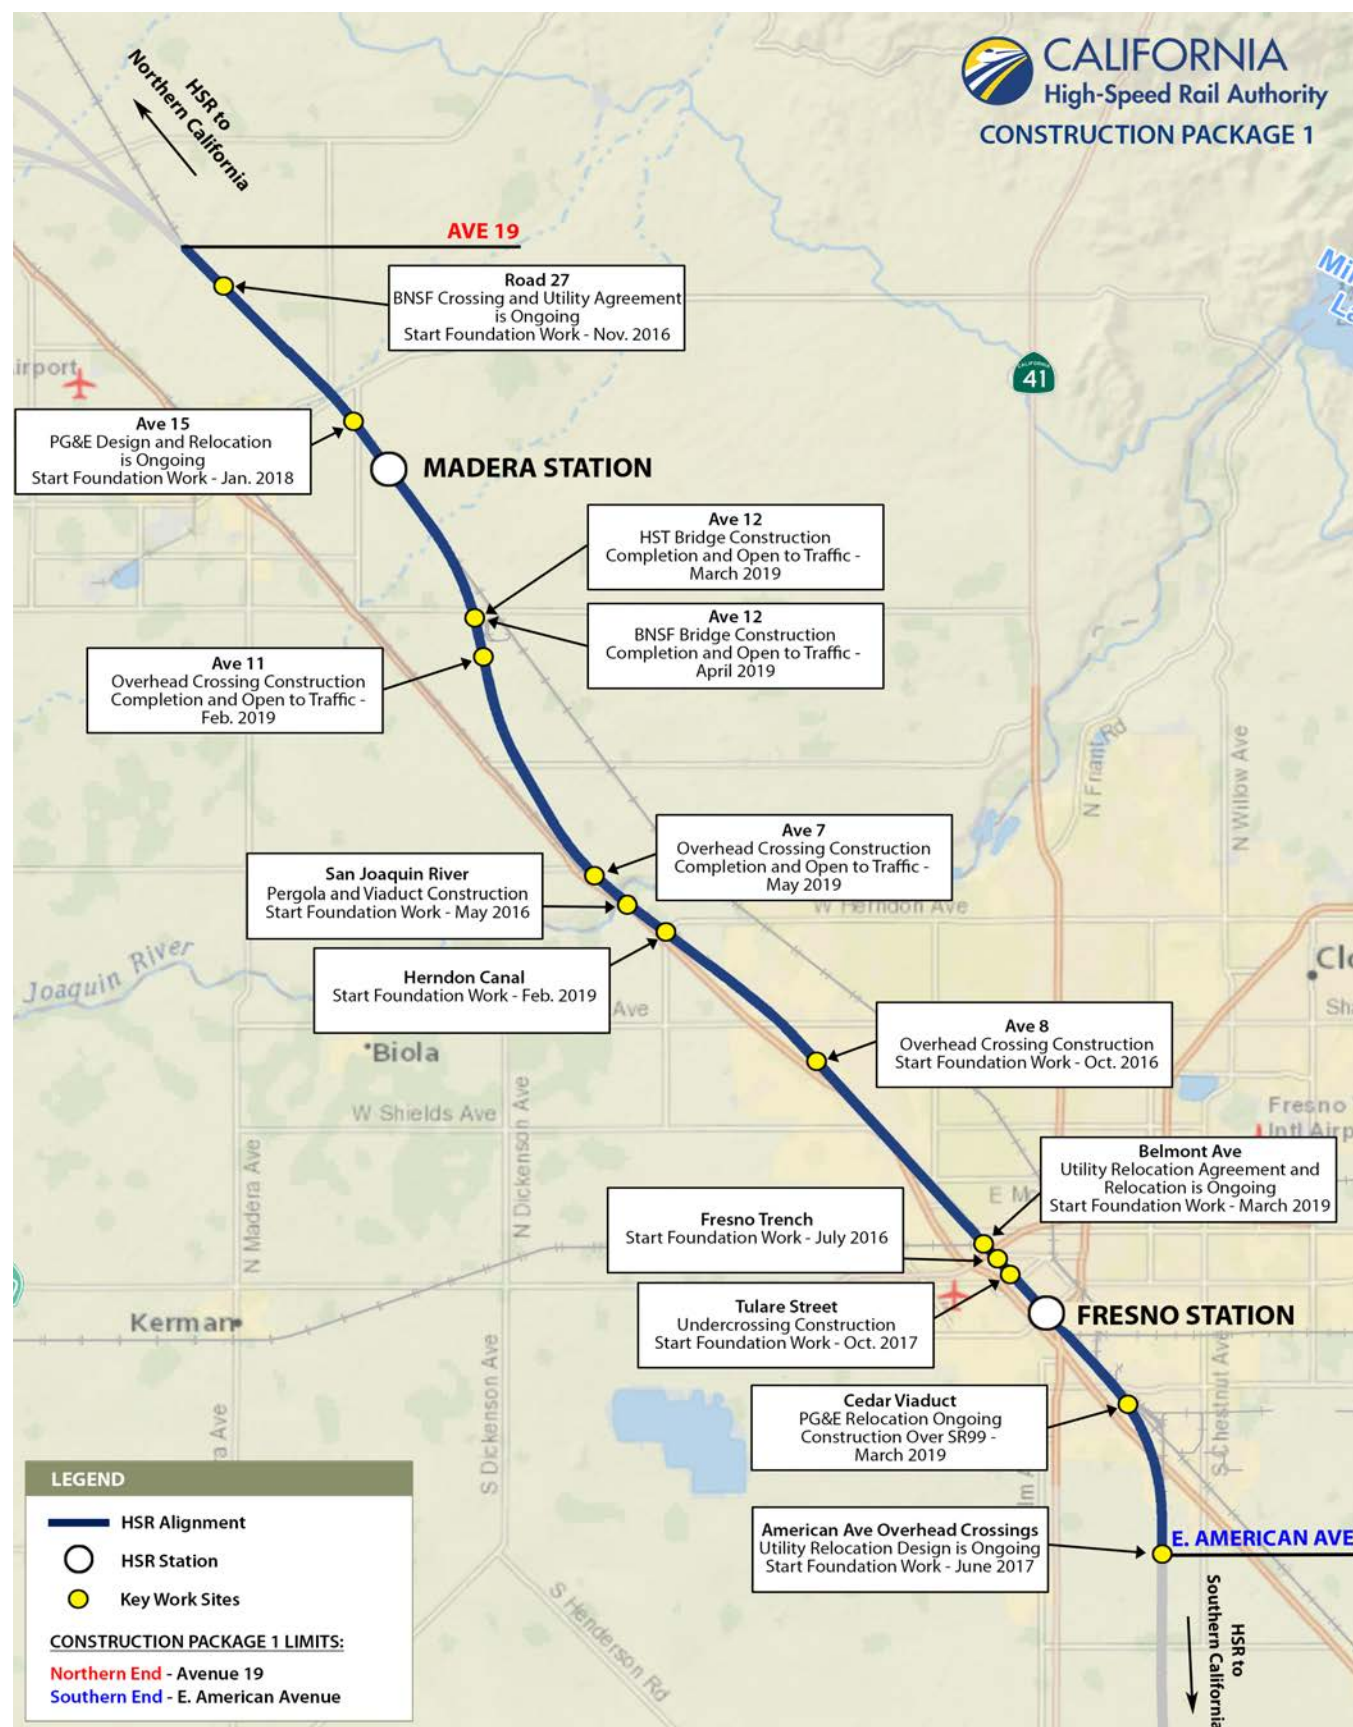 CALIFORNIA
High-Speed Rail Authority
CONSTRUCTION PACKAGE 1
HSR to
Northern California
AVE 19
Road 27
BNSF Crossing and Utility Agreement
is Ongoing
Start Foundation Work - Nov. 2016
CALIFORNIA
41
irport
Ave 15
PG&E Design and Relocation
is Ongoing
Start Foundation Work - Jan. 2018
MADERA STATION
Ave 12
HST Bridge Construction
Completion and Open to Traffic -
March 2019
Ave 12
BNSF Bridge Construction
Completion and Open to Traffic -
April 2019
Ave 11
Overhead Crossing Construction
Completion and Open to Traffic -
Feb. 2019
N Friant Rd
N Willow Ave
Ave 7
Overhead Crossing Construction
Completion and Open to Traffic -
May 2019
San Joaquin River
Pergola and Viaduct Construction
Start Foundation Work - May 2016
W Herndon Ave
Herndon Canal
Start Foundation Work - Feb. 2019
Joaquin River
Ave
Clo
Sha
Ave 8
Overhead Crossing Construction
Start Foundation Work - Oct. 2016
Biola
W Shields Ave
N Madera Ave
N Dickenson Ave
Fresno
Intl Airp
Belmont Ave
Utility Relocation Agreement and
Relocation is Ongoing
Start Foundation Work - March 2019
Fresno Trench
Start Foundation Work - July 2016
Tulare Street
Undercrossing Construction
Start Foundation Work - Oct. 2017
Kerman
FRESNO STATION
S Dickenson Ave
S Chestnut Ave
Cedar Viaduct
PG&E Relocation Ongoing
Construction Over SR99 -
March 2019
ra Ave
American Ave Overhead Crossings
Utility Relocation Design is Ongoing
Start Foundation Work - June 2017
E. AMERICAN AVE
S Henderson Rd
HSR to
Southern California
LEGEND
HSR Alignment
HSR Station
Key Work Sites
CONSTRUCTION PACKAGE 1 LIMITS:
Northern End - Avenue 19
Southern End - E. American Avenue